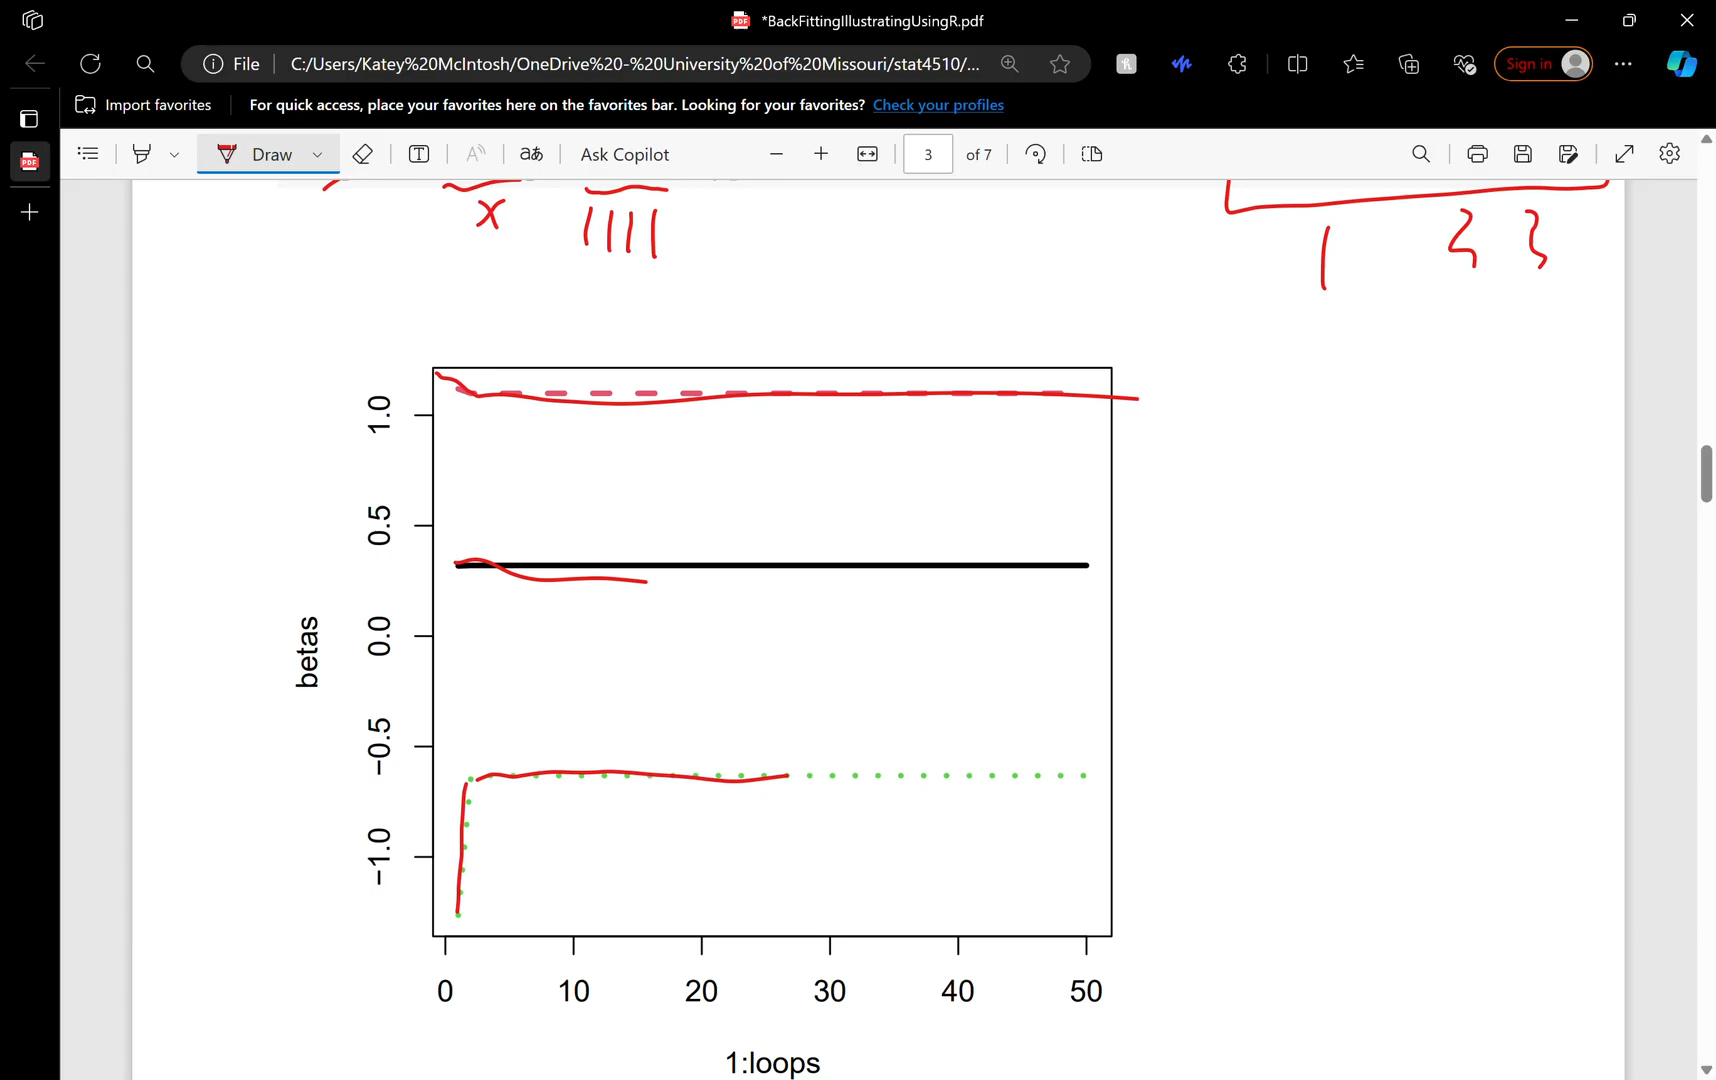 *BackFittingIllustratingUsingR.pdf
File C:/Users/Katey%20McIntosh/OneDrive%20-%20University%20of%20Missouri/stat4510/... Sign in
Import favorites For quick access, place your favorites here on the favorites bar. Looking for your favorites? Check your profiles
Draw Ask Copilot 3 of 7
x
1.0
0.5
0.0
−0.5
−1.0
betas
0 10 20 30 40 50
1:loops